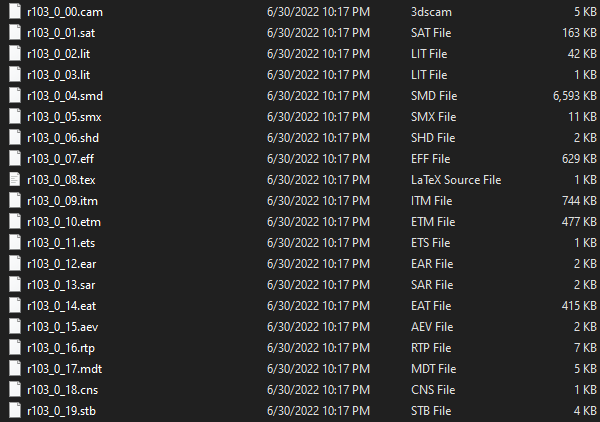 r103_0_00.cam 6/30/2022 10:17 PM 3dscam 5 KB
r103_0_01.sat 6/30/2022 10:17 PM SAT File 163 KB
r103_0_02.lit 6/30/2022 10:17 PM LIT File 42 KB
r103_0_03.lit 6/30/2022 10:17 PM LIT File 1 KB
r103_0_04.smd 6/30/2022 10:17 PM SMD File 6,593 KB
r103_0_05.smx 6/30/2022 10:17 PM SMX File 11 KB
r103_0_06.shd 6/30/2022 10:17 PM SHD File 2 KB
r103_0_07.eff 6/30/2022 10:17 PM EFF File 629 KB
r103_0_08.tex 6/30/2022 10:17 PM LaTeX Source File 1 KB
r103_0_09.itm 6/30/2022 10:17 PM ITM File 744 KB
r103_0_10.etm 6/30/2022 10:17 PM ETM File 477 KB
r103_0_11.ets 6/30/2022 10:17 PM ETS File 1 KB
r103_0_12.ear 6/30/2022 10:17 PM EAR File 2 KB
r103_0_13.sar 6/30/2022 10:17 PM SAR File 2 KB
r103_0_14.eat 6/30/2022 10:17 PM EAT File 415 KB
r103_0_15.aev 6/30/2022 10:17 PM AEV File 2 KB
r103_0_16.rtp 6/30/2022 10:17 PM RTP File 7 KB
r103_0_17.mdt 6/30/2022 10:17 PM MDT File 5 KB
r103_0_18.cns 6/30/2022 10:17 PM CNS File 1 KB
r103_0_19.stb 6/30/2022 10:17 PM STB File 4 KB